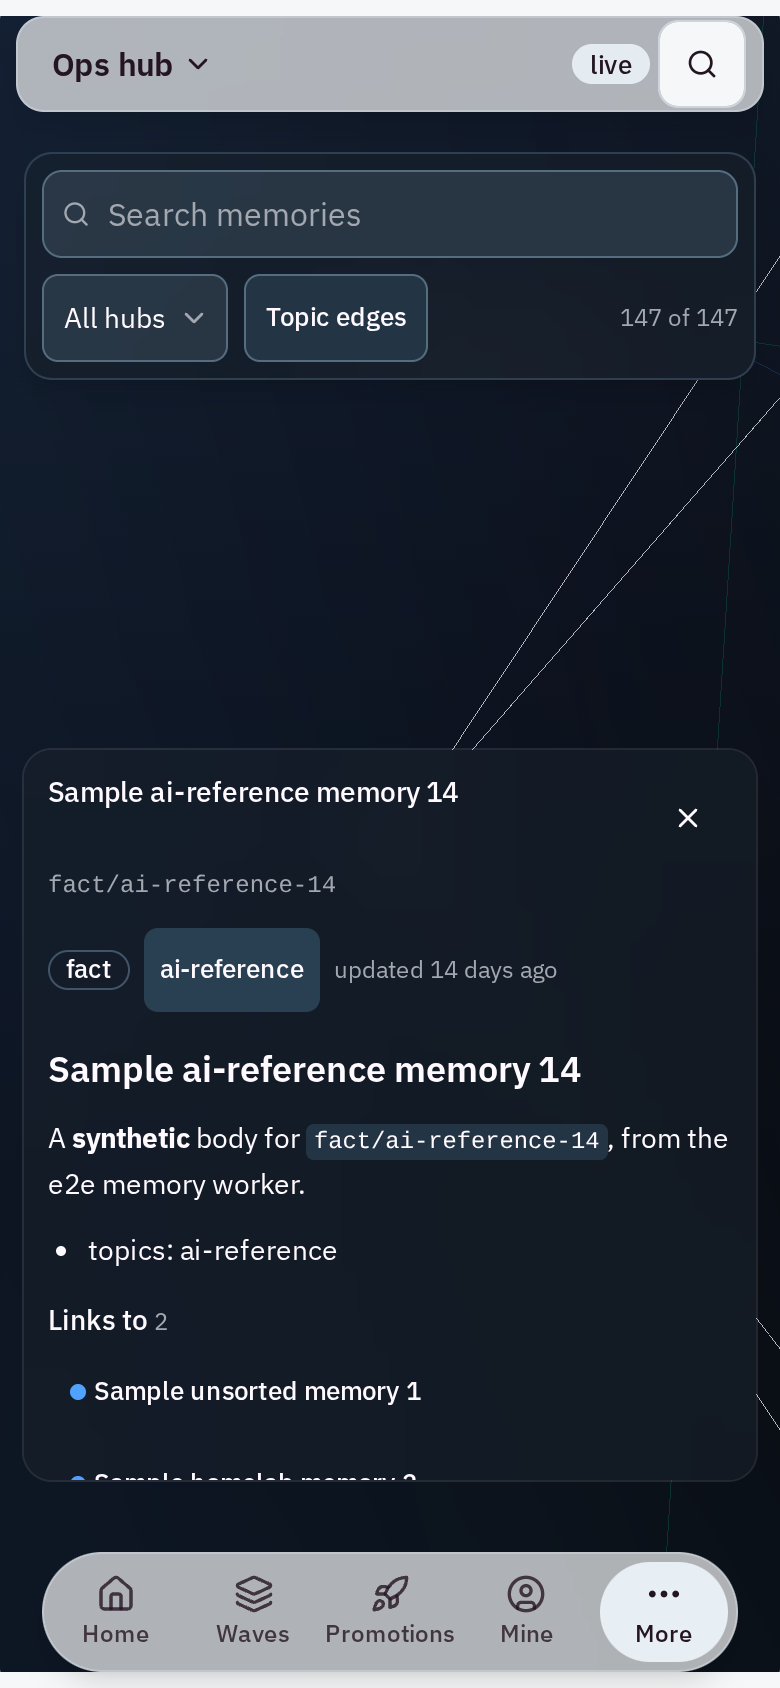 Ops hub
live
Search memories
All hubs
Topic edges
147 of 147
Sample ai-reference memory 14
fact/ai-reference-14
fact
ai-reference
updated 14 days ago
Sample ai-reference memory 14
A synthetic body for fact/ai-reference-14, from the
e2e memory worker.
topics: ai-reference
Links to 2
Sample unsorted memory 1
Sample homelab memory
Home
Waves
Promotions
Mine
More